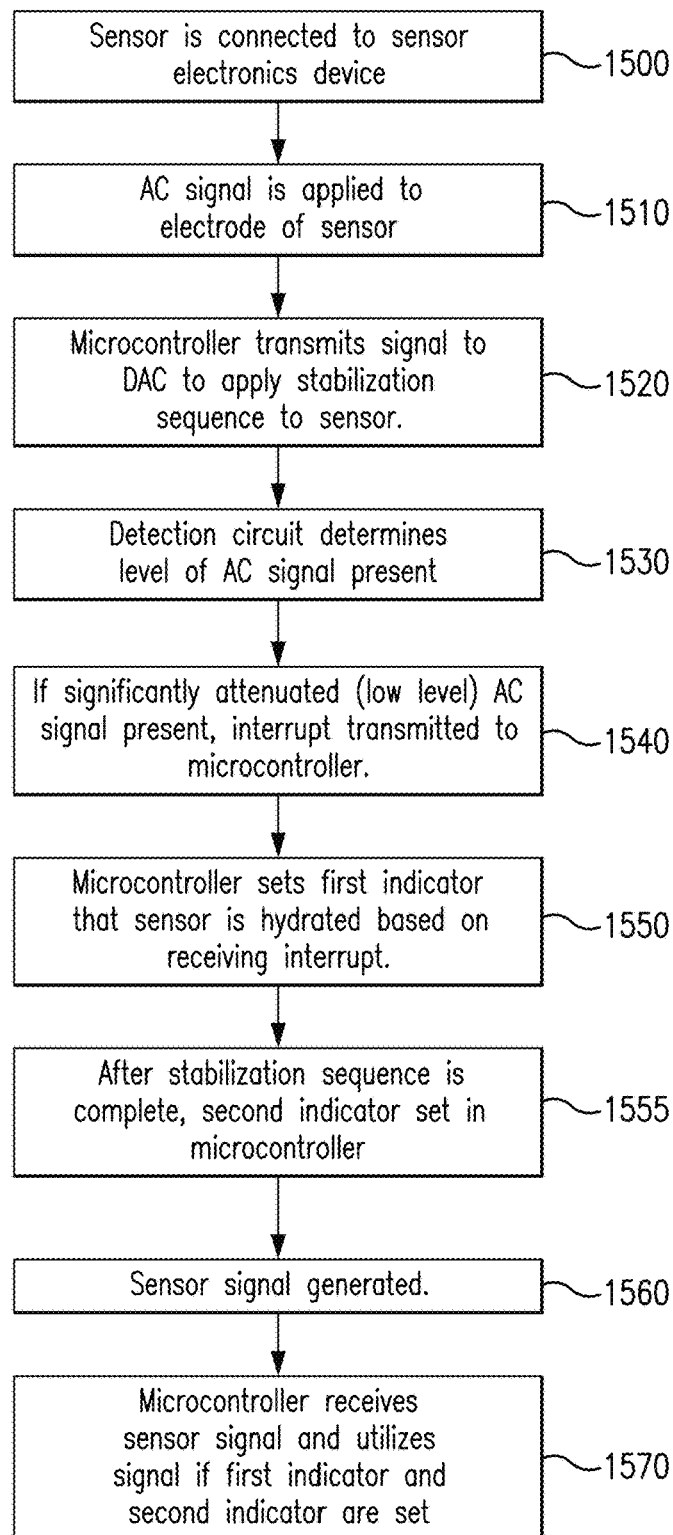 Sensor is connected to sensor
electronics device
1500
AC signal is applied to
electrode of sensor
1510
Microcontroller transmits signal to
DAC to apply stabilization
sequence to sensor.
1520
Detection circuit determines
level of AC signal present
1530
If significantly attenuated (low level) AC
signal present, interrupt transmitted to
microcontroller.
1540
Microcontroller sets first indicator
that sensor is hydrated based on
receiving interrupt.
1550
After stabilization sequence is
complete, second indicator set in
microcontroller
1555
Sensor signal generated.
1560
Microcontroller receives
sensor signal and utilizes
signal if first indicator and
second indicator are set
1570